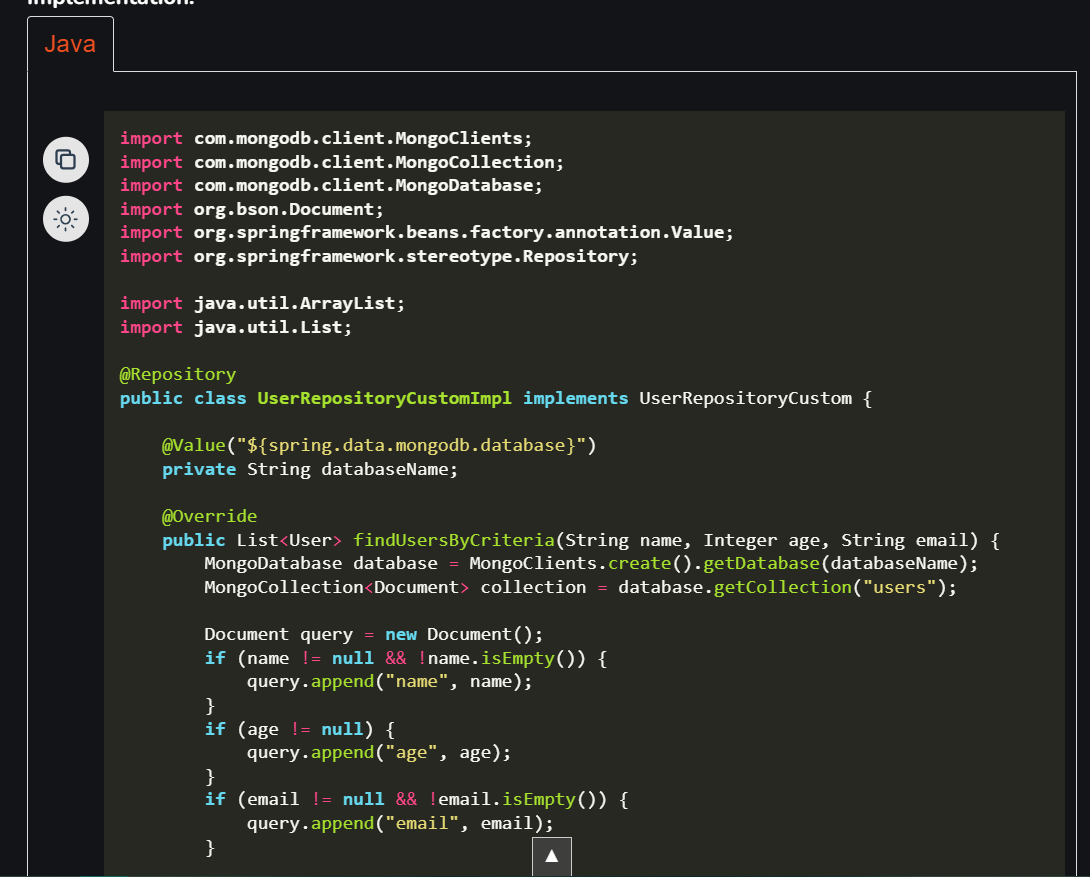 implementation.
Java
import com.mongodb.client.MongoClients;
import com.mongodb.client.MongoCollection;
import com.mongodb.client.MongoDatabase;
import org.bson.Document;
import org.springframework.beans.factory.annotation.Value;
import org.springframework.stereotype.Repository;
import java.util.ArrayList;
import java.util.List;
@Repository
public class UserRepositoryCustomImpl implements UserRepositoryCustom {
@Value("${spring.data.mongodb.database}")
private String databaseName;
@Override
public List<User> findUsersByCriteria(String name, Integer age, String email) {
MongoDatabase database = MongoClients.create().getDatabase(databaseName);
MongoCollection<Document> collection = database.getCollection("users");
Document query = new Document();
if (name != null && !name.isEmpty()) {
query.append("name", name);
}
if (age != null) {
query.append("age", age);
}
if (email != null && !email.isEmpty()) {
query.append("email", email);
}